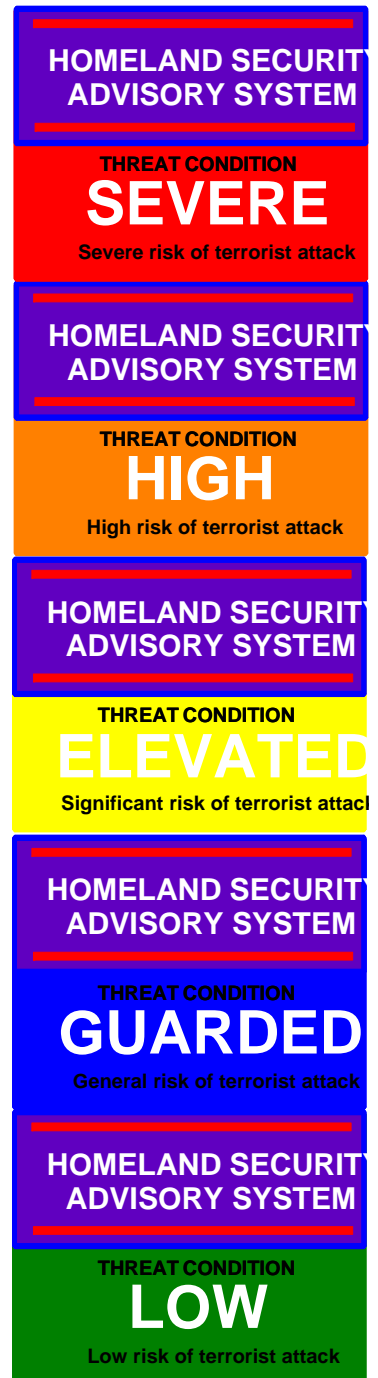 HOMELAND SECURITY
ADVISORY SYSTEM
THREAT CONDITION
SEVERE
Severe risk of terrorist attack
HOMELAND SECURITY
ADVISORY SYSTEM
THREAT CONDITION
HIGH
High risk of terrorist attack
HOMELAND SECURITY
ADVISORY SYSTEM
THREAT CONDITION
ELEVATED
Significant risk of terrorist attack
HOMELAND SECURITY
ADVISORY SYSTEM
THREAT CONDITION
GUARDED
General risk of terrorist attack
HOMELAND SECURITY
ADVISORY SYSTEM
THREAT CONDITION
LOW
Low risk of terrorist attack